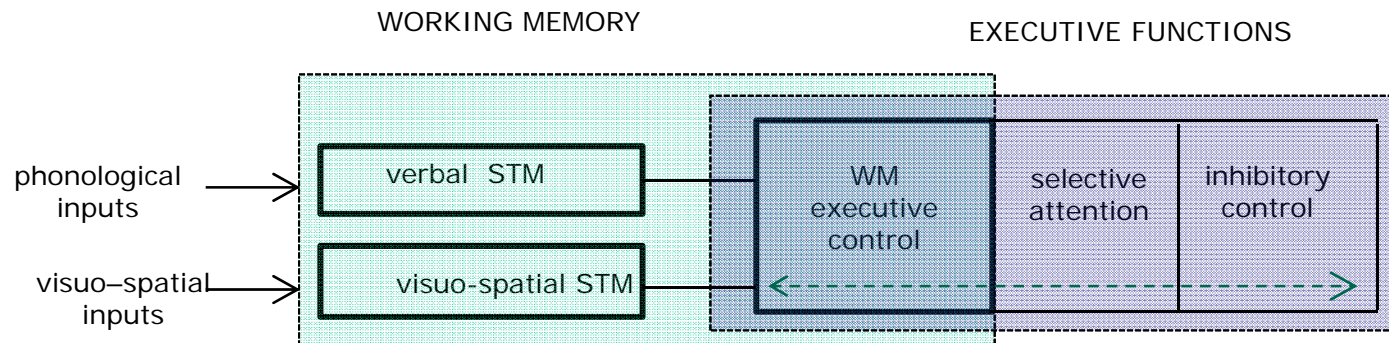 WORKING MEMORY
EXECUTIVE FUNCTIONS
phonological
inputs
verbal STM
WM
executive
control
selective
attention
inhibitory
control
visuo–spatial
inputs
visuo-spatial STM